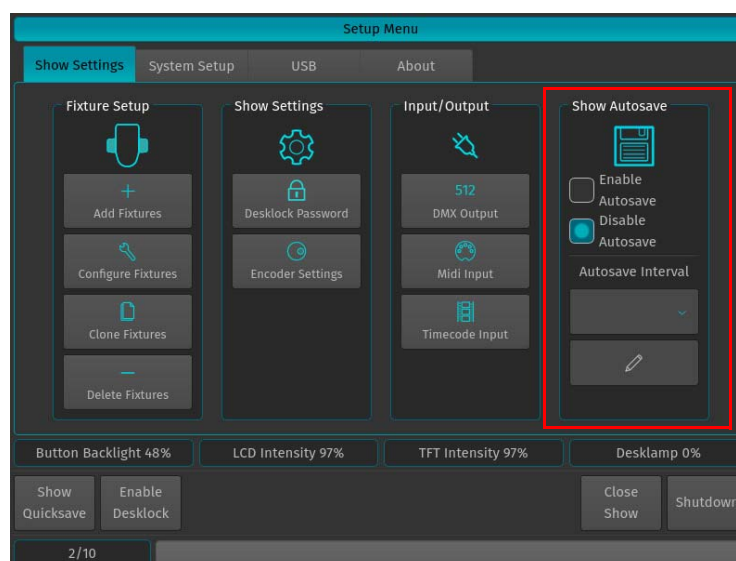 Setup Menu
Show Settings
System Setup
USB
About
Fixture Setup
Add Fixtures
Configure Fixtures
Clone Fixtures
Delete Fixtures
Show Settings
Desklock Password
Encoder Settings
Input/Output
512
DMX Output
Midi Input
Timecode Input
Show Autosave
Enable
Autosave
Disable
Autosave
Autosave Interval
Button Backlight 48%
LCD Intensity 97%
TFT Intensity 97%
Desklamp 0%
Show
Quicksave
Enable
Desklock
Close
Show
Shutdown
2/10